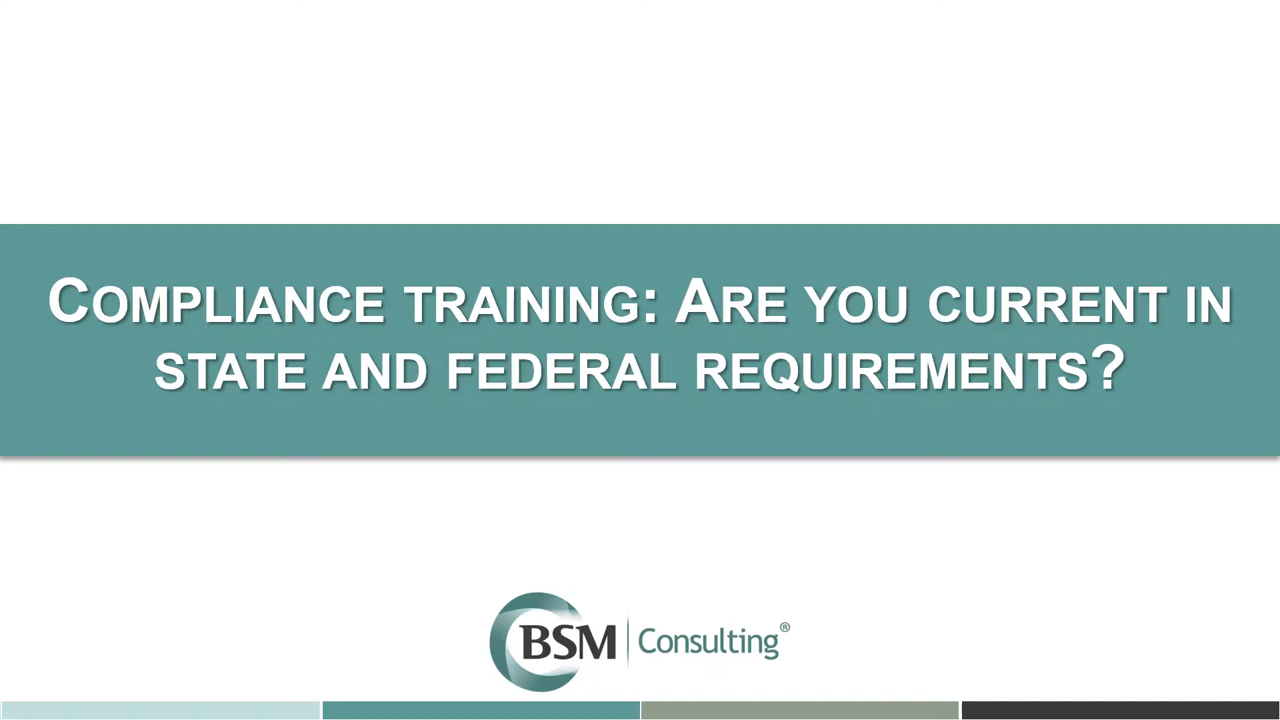 COMPLIANCE TRAINING: ARE YOU CURRENT IN
STATE AND FEDERAL REQUIREMENTS?
BSM Consulting®